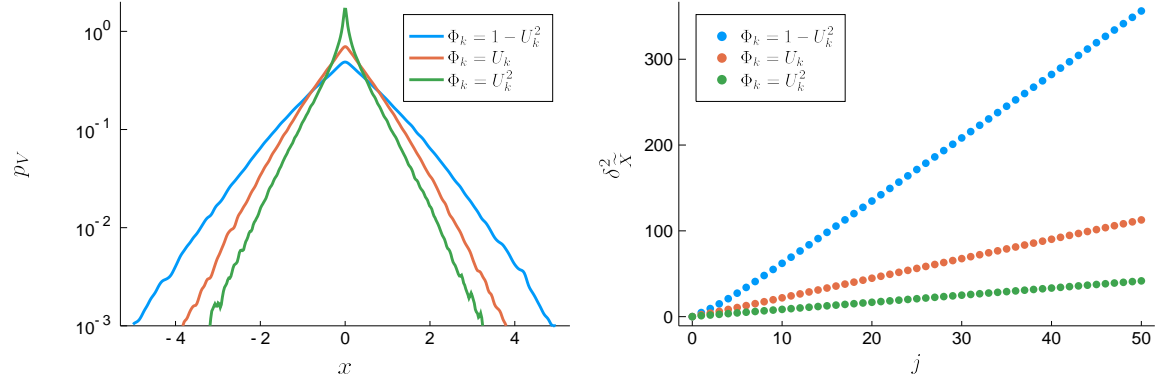 10^0
10^{-1}
10^{-2}
10^{-3}
p_V
-4
-2
0
2
4
x
Φ_k = 1 − U_k^2
Φ_k = U_k
Φ_k = U_k^2
300
200
100
0
δ^2_{\widetilde{X}}
0
10
20
30
40
50
j
Φ_k = 1 − U_k^2
Φ_k = U_k
Φ_k = U_k^2